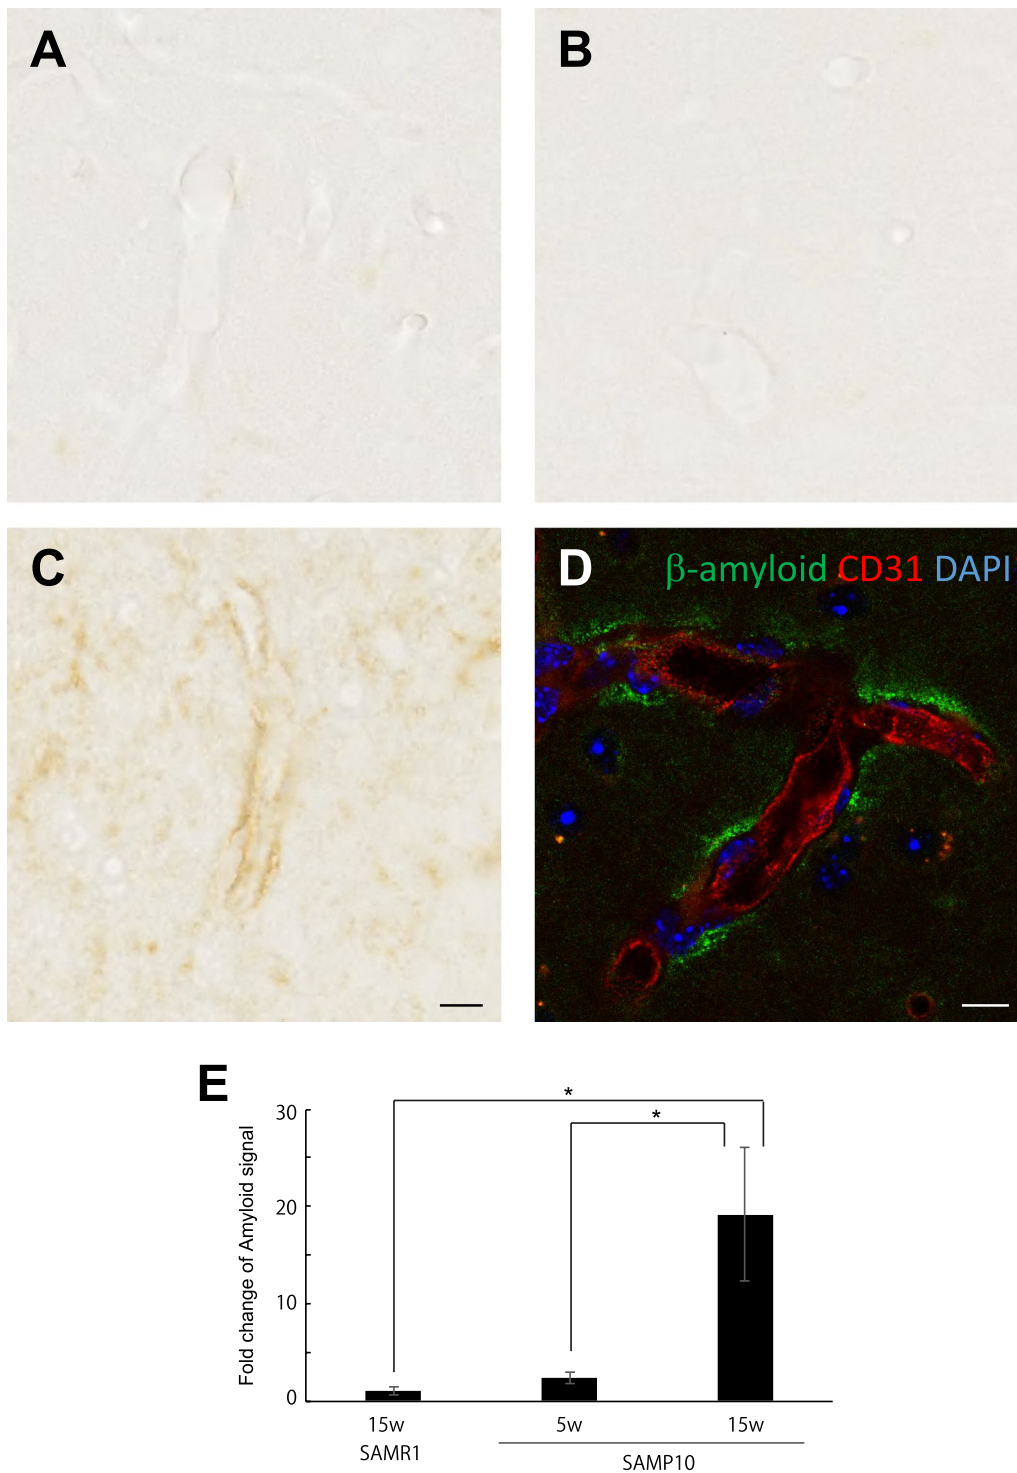 A
B
C
D
β-amyloid CD31 DAPI
E
*
*
Fold change of Amyloid signal
30
20
10
0
15w
5w
15w
SAMR1
SAMP10